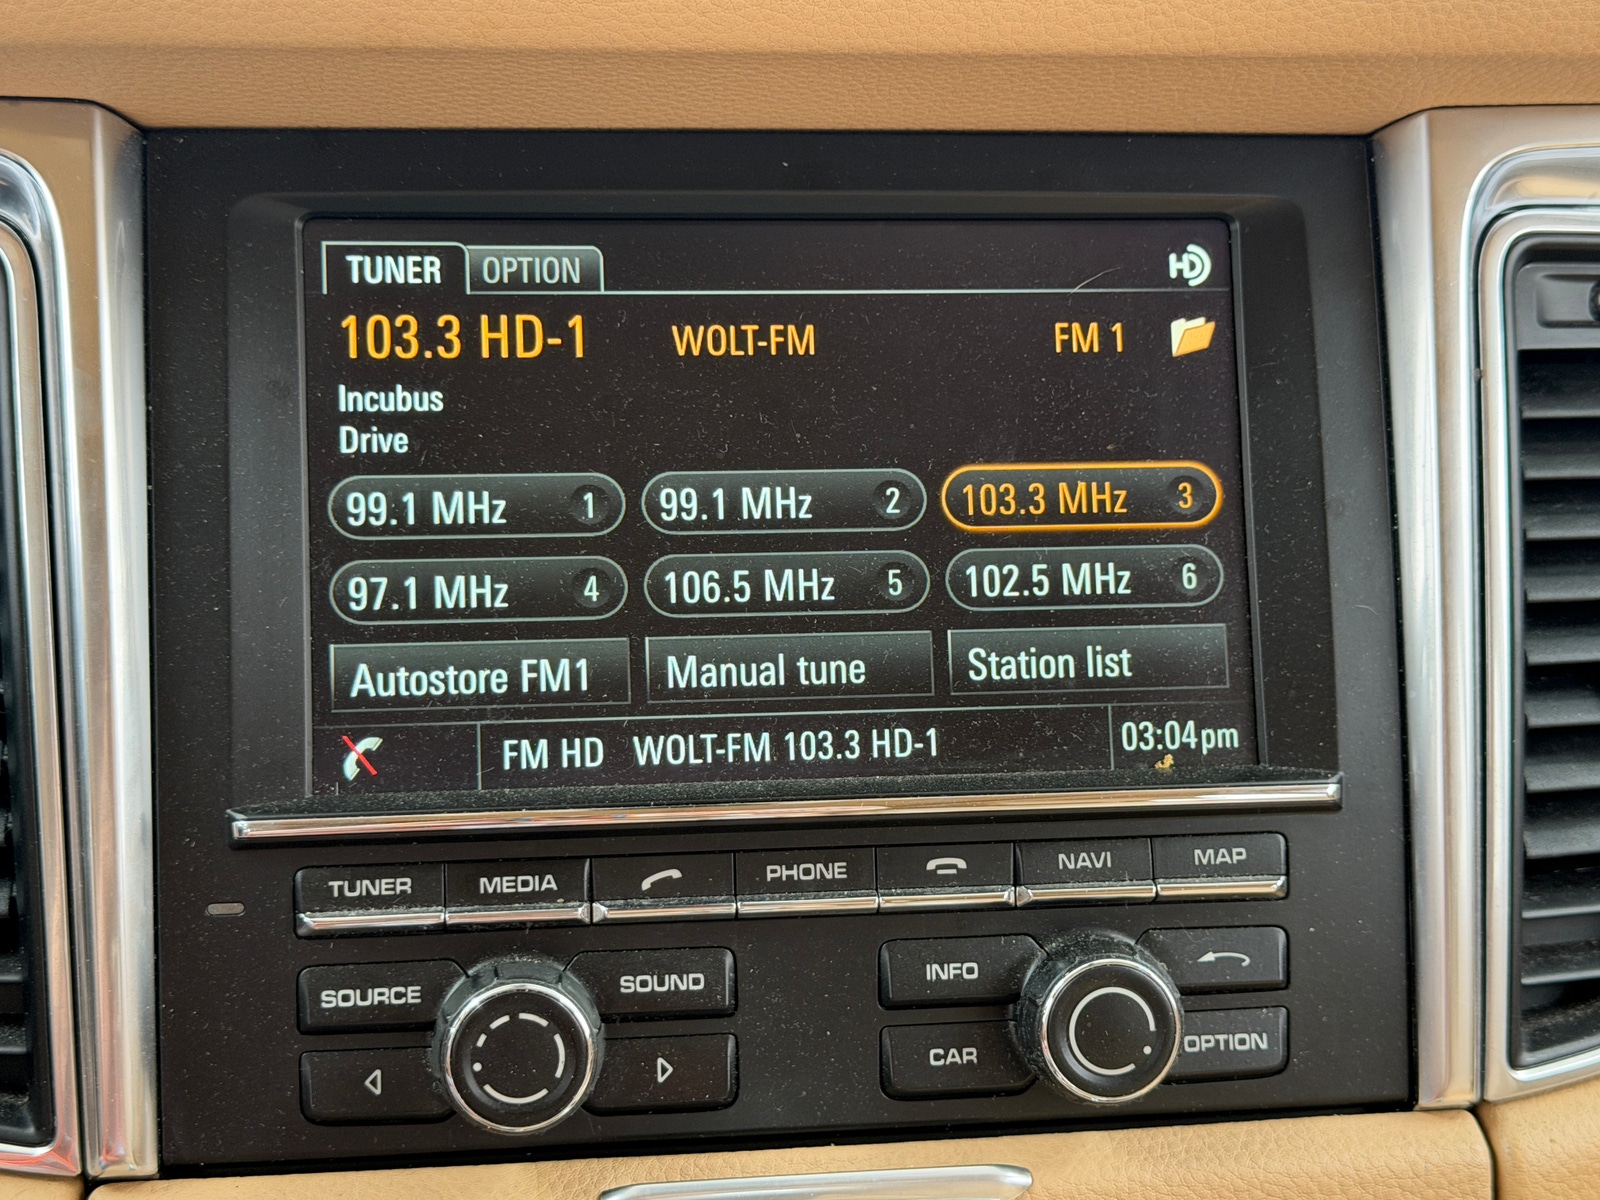 TUNER OPTION HD
103.3 HD-1 WOLT-FM FM 1
Incubus
Drive
99.1 MHz 1 99.1 MHz 2 103.3 MHz 3
97.1 MHz 4 106.5 MHz 5 102.5 MHz 6
Autostore FM1 Manual tune Station list
FM HD WOLT-FM 103.3 HD-1 03:04pm
TUNER MEDIA PHONE NAVI MAP
SOURCE SOUND INFO
CAR OPTION